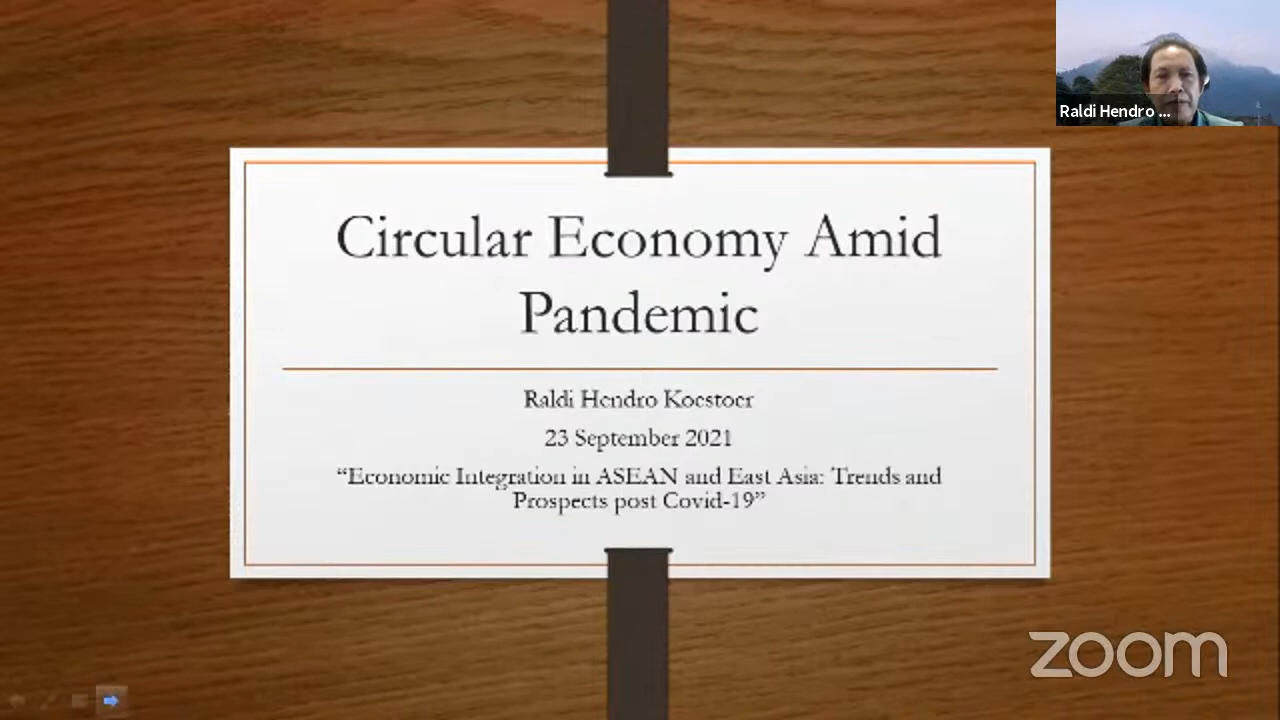 Raldi Hendro ...
Circular Economy Amid
Pandemic
Raldi Hendro Koestoer
23 September 2021
“Economic Integration in ASEAN and East Asia: Trends and
Prospects post Covid-19”
zoom